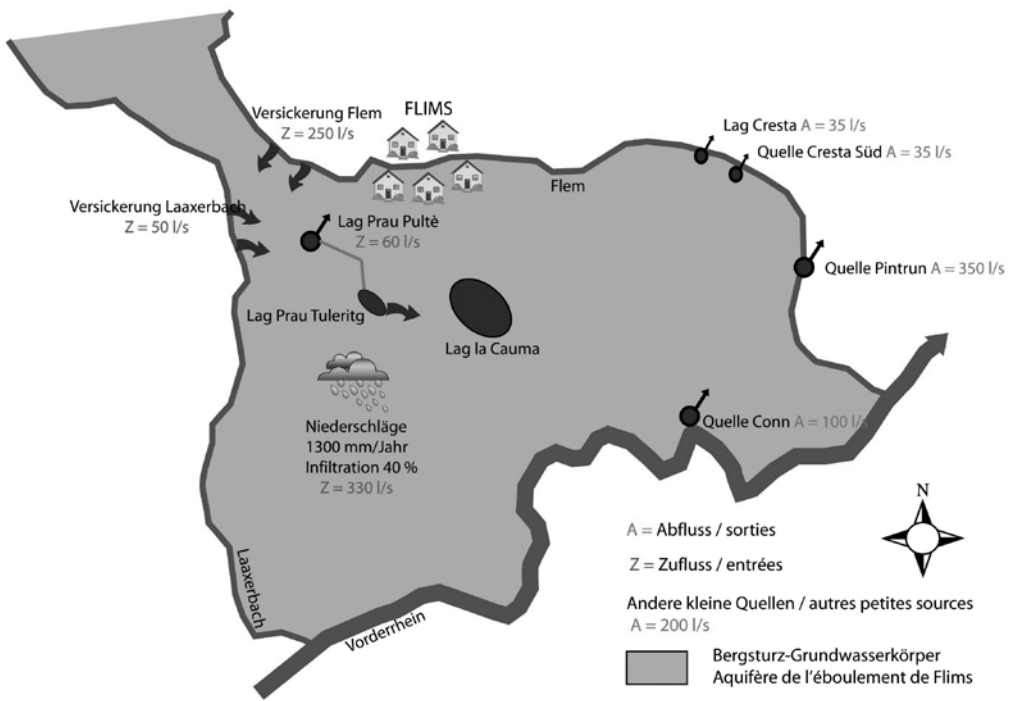 Versickerung Flem
Z = 250 l/s
FLIMS
Lag Cresta A = 35 l/s
Quelle Cresta Süd A = 35 l/s
Flem
Versickerung Laaxerbach
Z = 50 l/s
Lag Prau Pultè
Z = 60 l/s
Quelle Pintrun A = 350 l/s
Lag Prau Tuleritg
Lag la Cauma
Quelle Conn A = 100 l/s
Niederschläge
1300 mm/Jahr
Infiltration 40 %
Z = 330 l/s
N
A = Abfluss / sorties
Z = Zufluss / entrées
Laaxerbach
Vorderrhein
Andere kleine Quellen / autres petites sources
A = 200 l/s
Bergsturz-Grundwasserkörper
Aquifère de l'éboulement de Flims